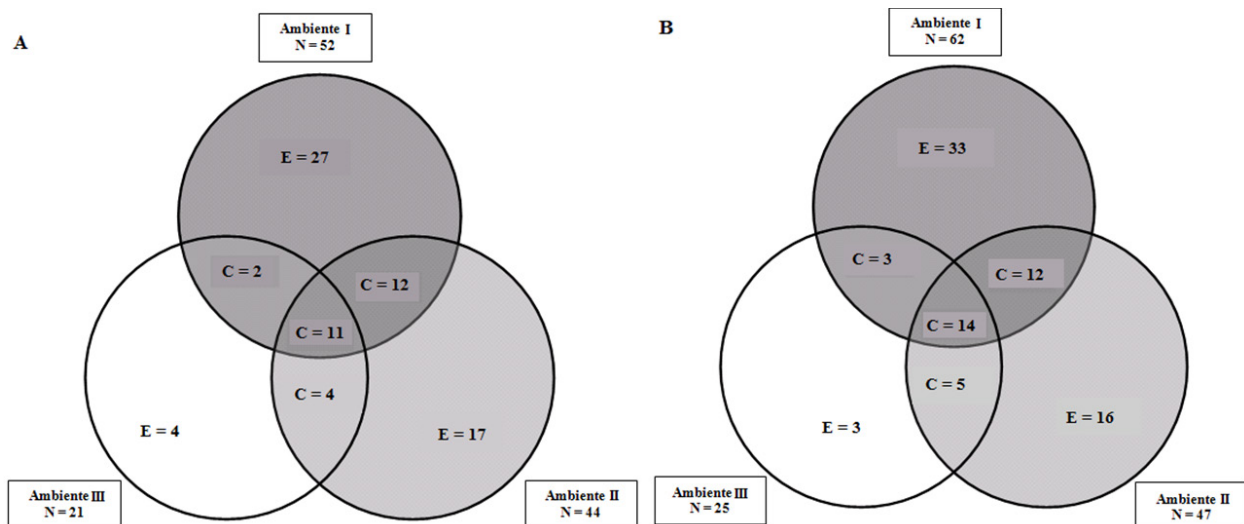 A
Ambiente I
N = 52
E = 27
C = 2
C = 12
C = 11
C = 4
E = 4
E = 17
Ambiente III
N = 21
Ambiente II
N = 44
B
Ambiente I
N = 62
E = 33
C = 3
C = 12
C = 14
C = 5
E = 3
E = 16
Ambiente III
N = 25
Ambiente II
N = 47